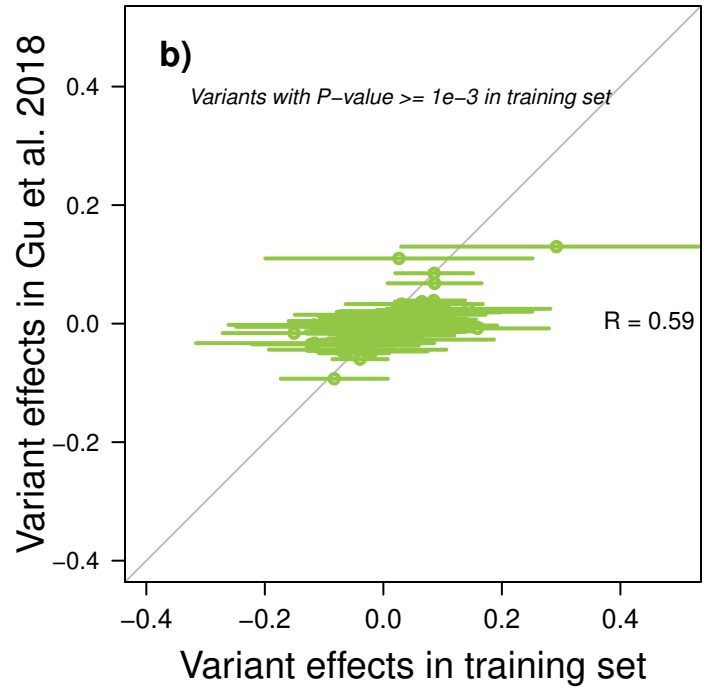 b)
Variants with P−value >= 1e−3 in training set
R = 0.59
Variant effects in Gu et al. 2018
0.4
0.2
0.0
−0.2
−0.4
−0.4
−0.2
0.0
0.2
0.4
Variant effects in training set